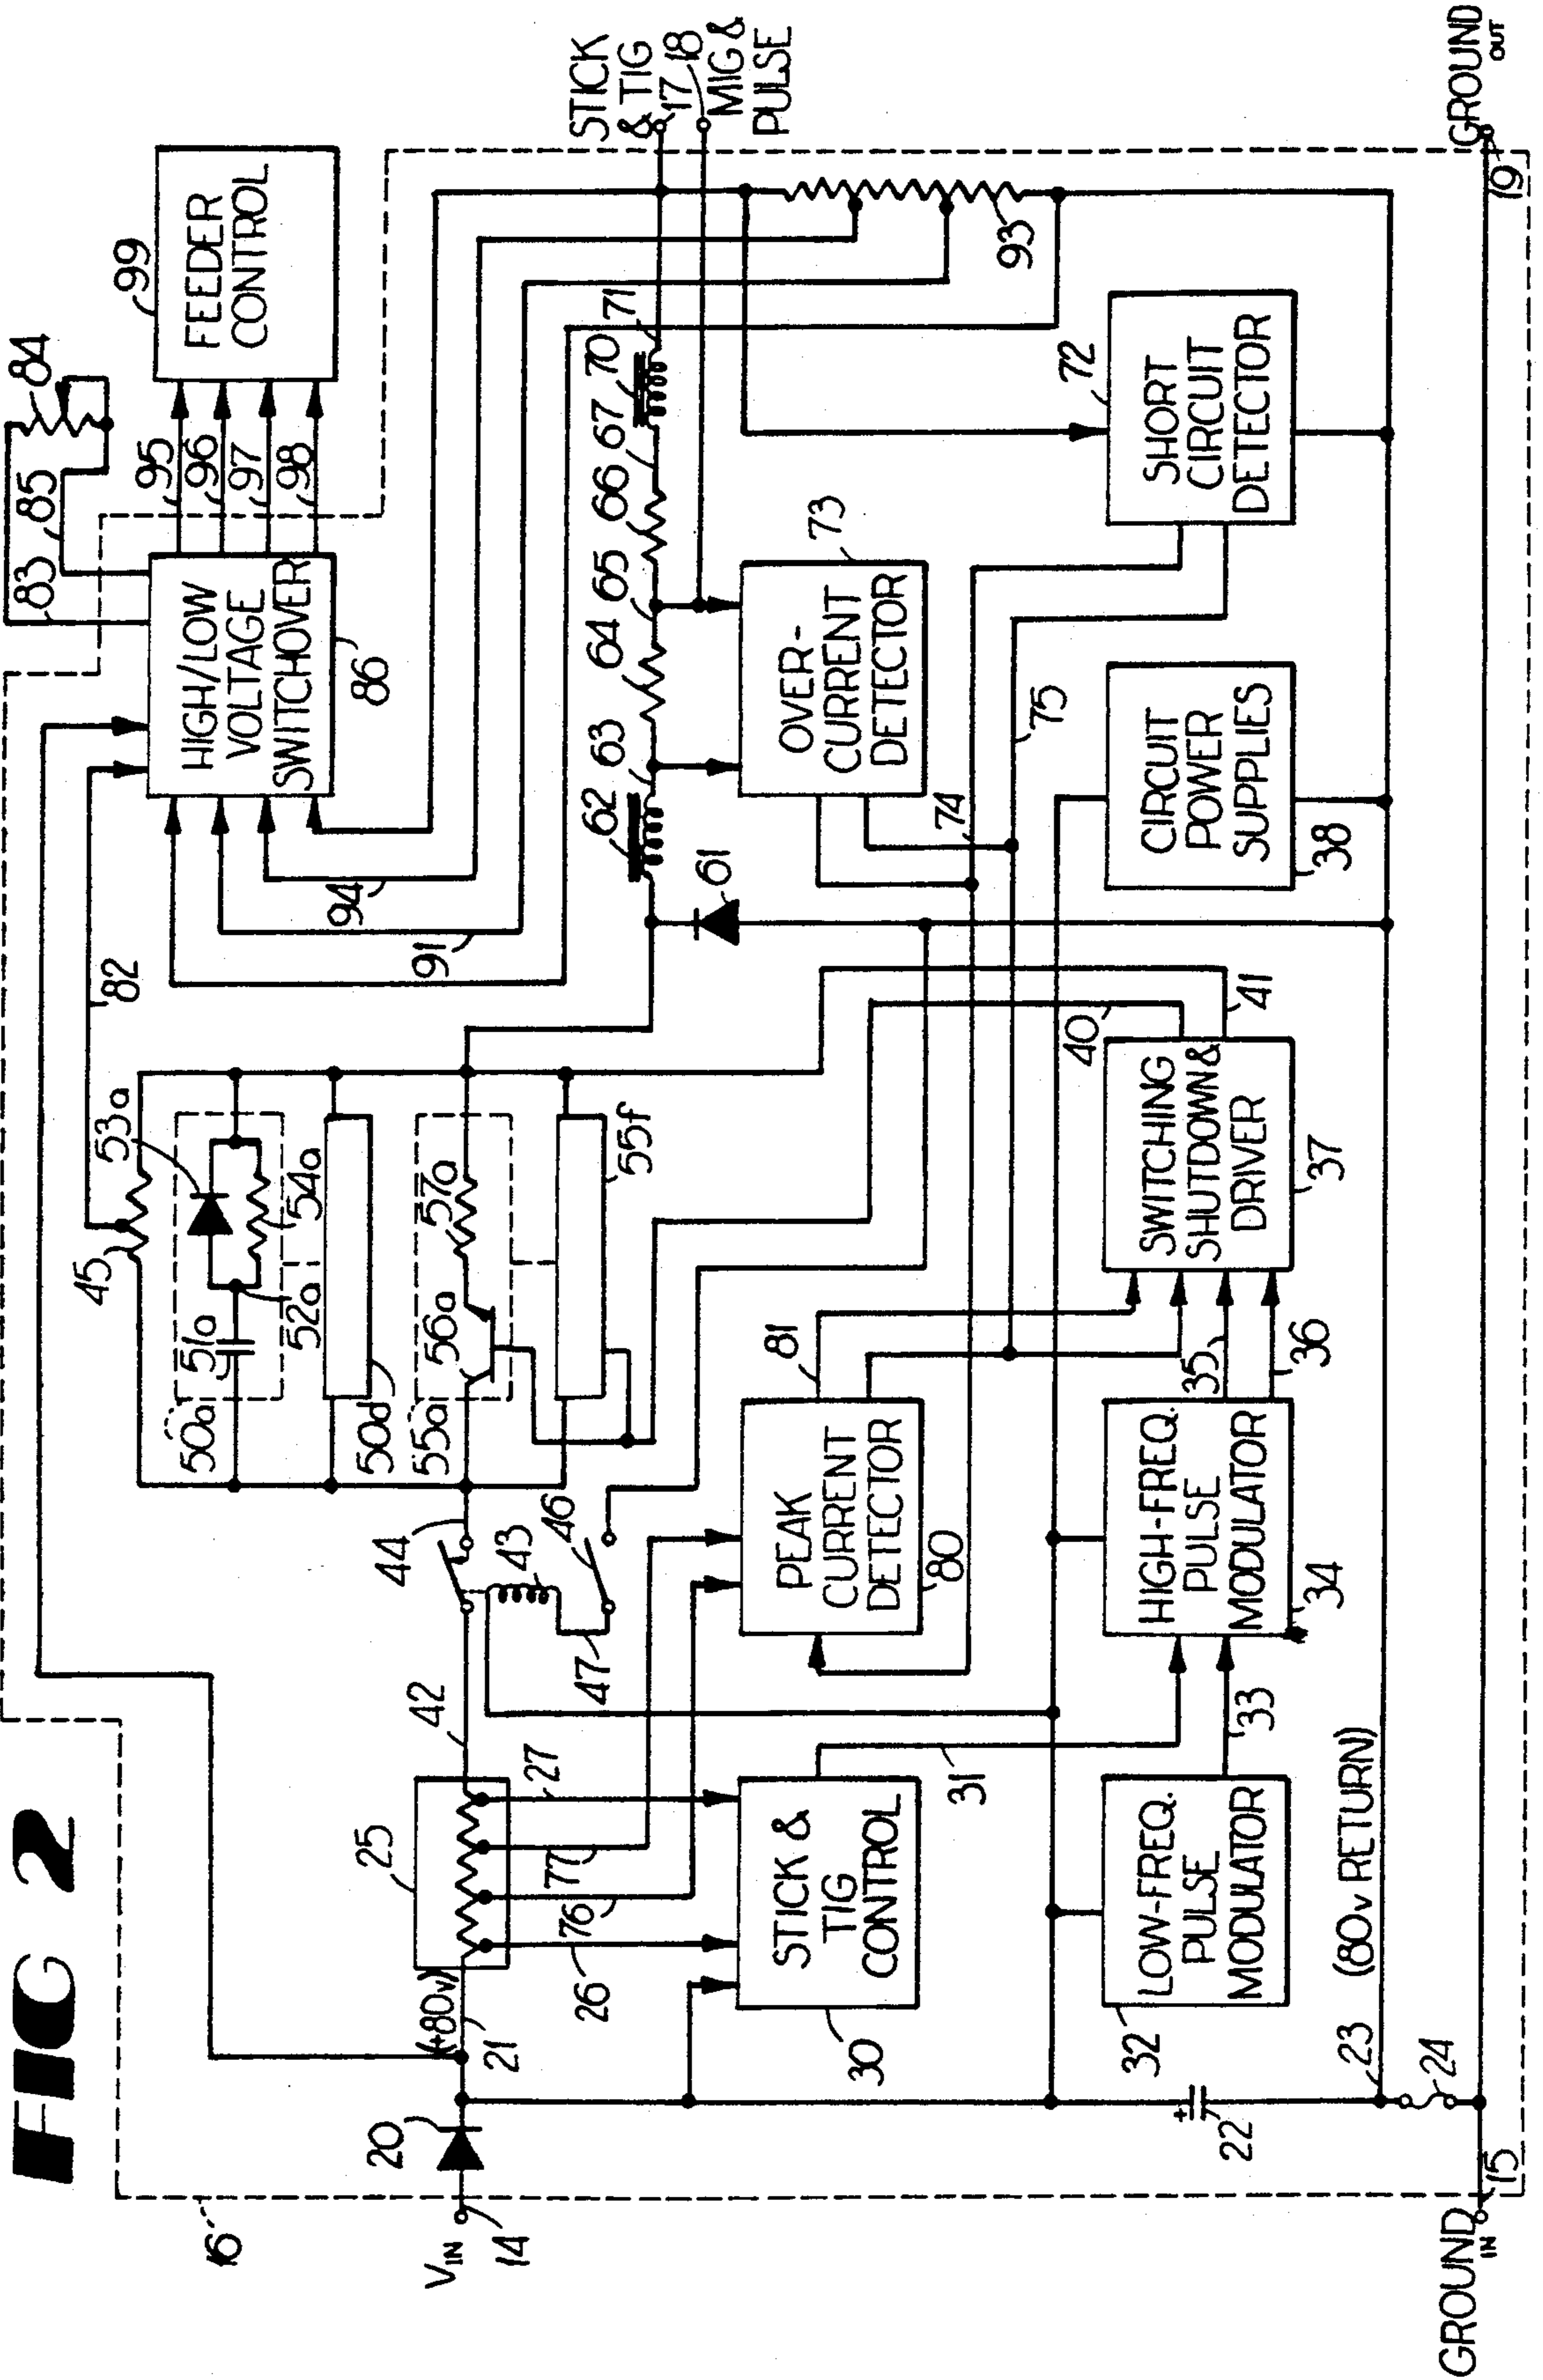 FIG 2
16
V IN
14
20
(+80v)
21
25
26
76
77
27
42
44
43
46
47
45
82
50a
51a
52a
53a
54a
50d
55a
56a
57a
55f
61
62
63
64
65
66
67
70
71
STICK
& TIG
17
18
MIG &
PULSE
83
85
84
HIGH/LOW
VOLTAGE
SWITCHOVER
86
95
96
97
98
99
FEEDER
CONTROL
91
94
93
STICK &
TIG
CONTROL
30
31
PEAK
CURRENT
DETECTOR
80
81
OVER-
CURRENT
DETECTOR
73
74
75
SHORT
CIRCUIT
DETECTOR
72
LOW-FREQ.
PULSE
MODULATOR
32
33
HIGH-FREQ.
PULSE
MODULATOR
34
35
36
SWITCHING
SHUTDOWN &
DRIVER
37
40
41
CIRCUIT
POWER
SUPPLIES
38
22
23
24
(80v RETURN)
GROUND
IN
15
GROUND
OUT
19